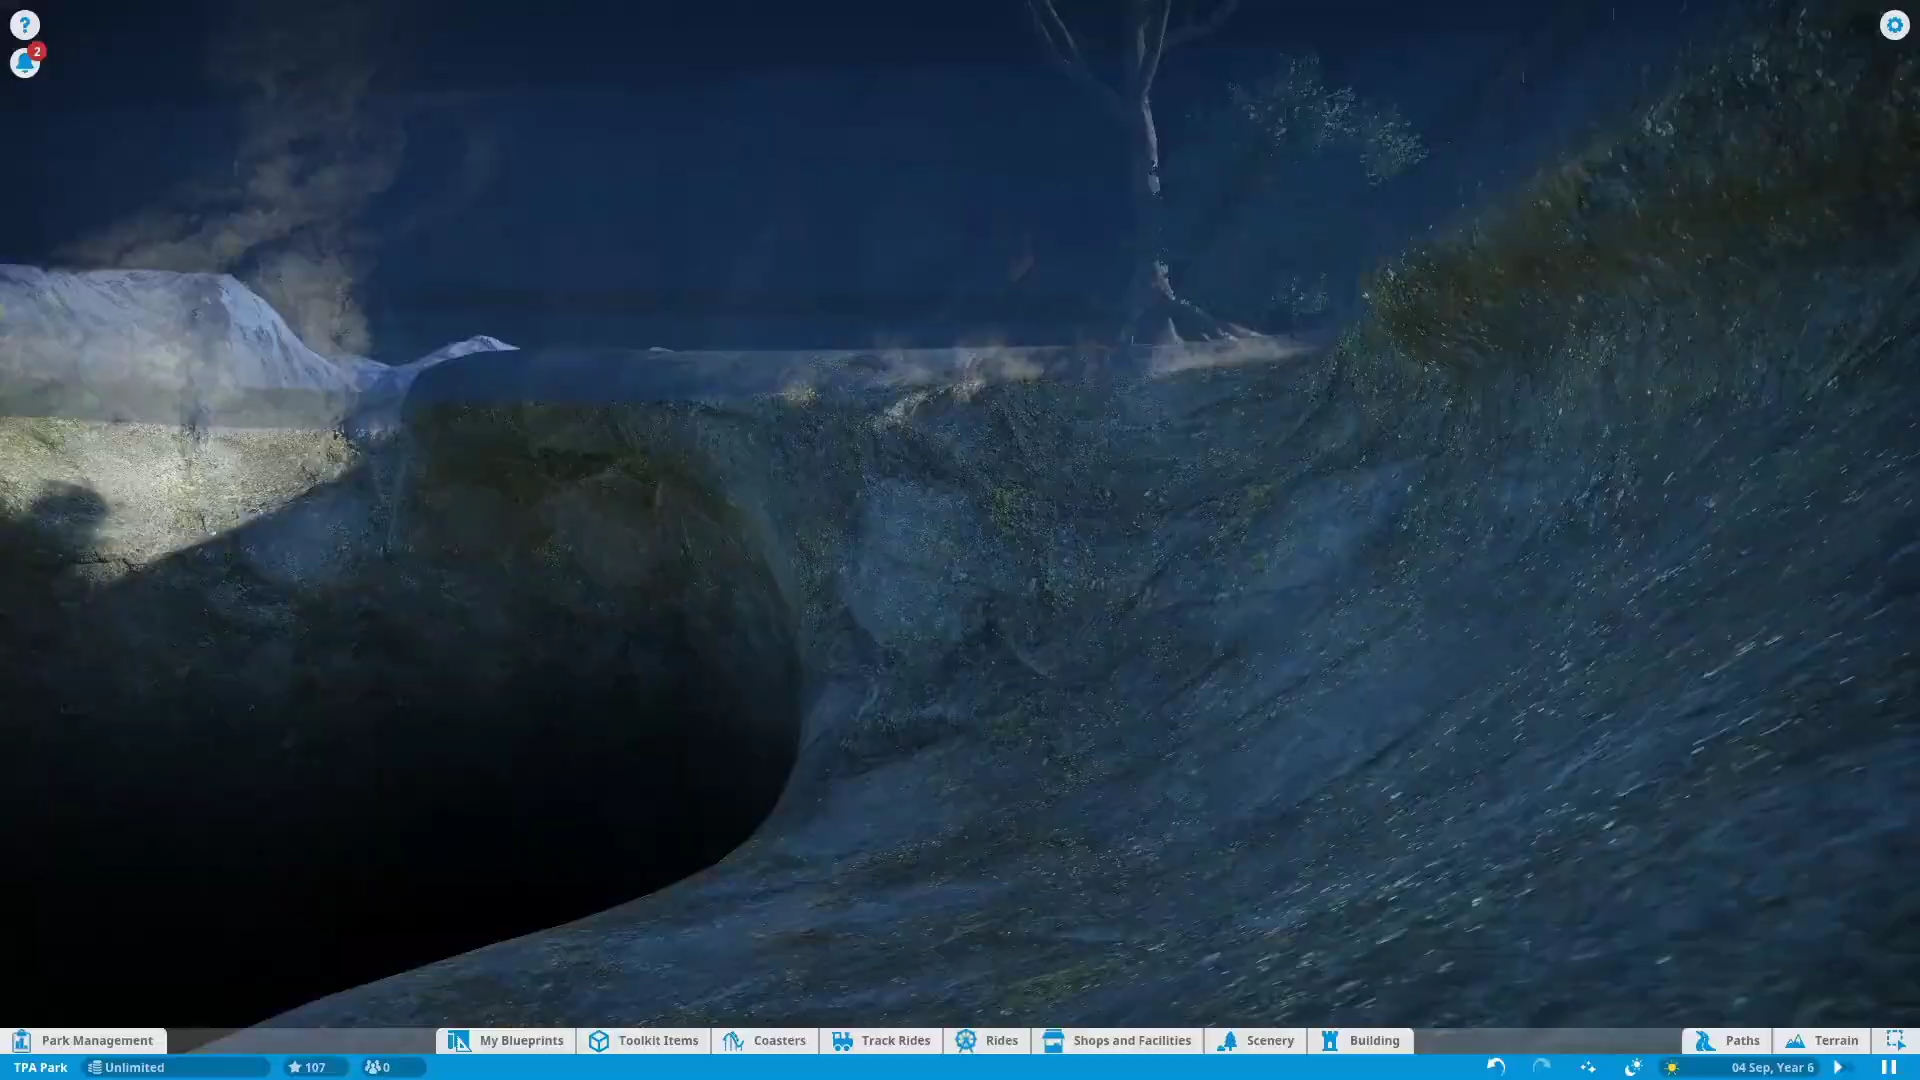 ?
2
Park Management
My Blueprints
Toolkit Items
Coasters
Track Rides
Rides
Shops and Facilities
Scenery
Building
Paths
Terrain
TPA Park
Unlimited
107
0
04 Sep, Year 6